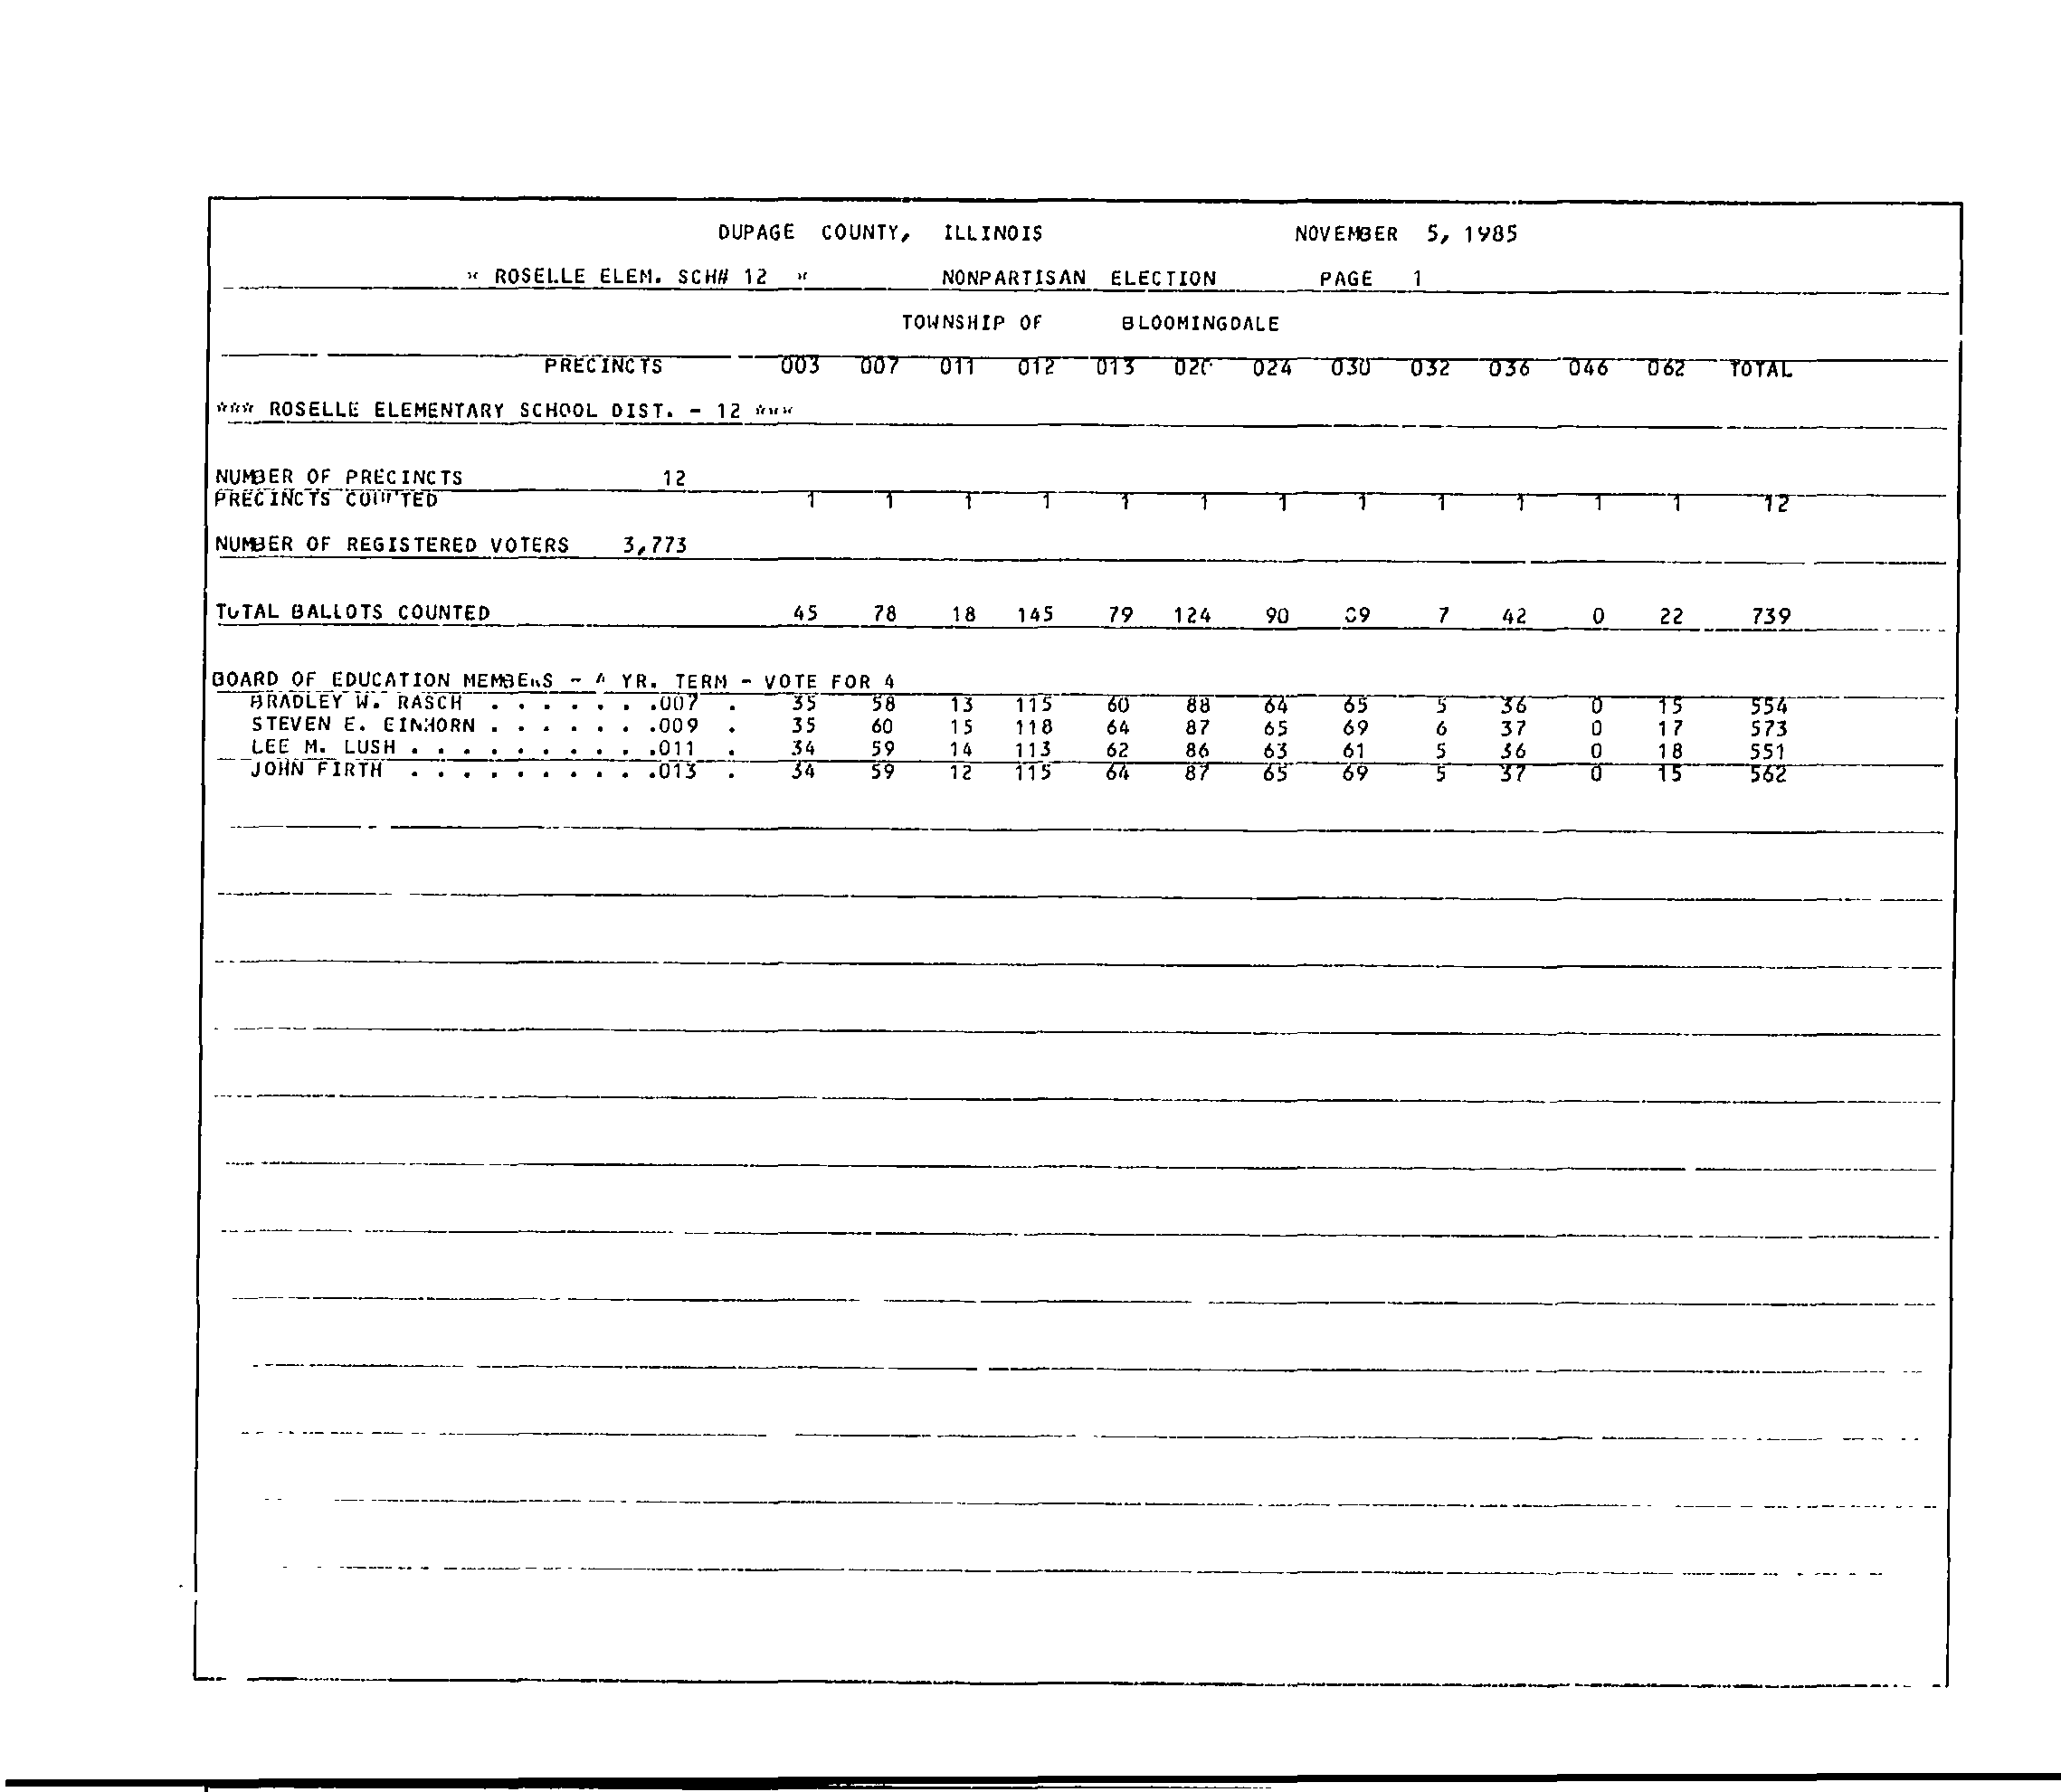 DUPAGE COUNTY, ILLINOIS NOVEMBER 5, 1985
* ROSELLE ELEM. SCH# 12 * NONPARTISAN ELECTION PAGE 1
TOWNSHIP OF BLOOMINGDALE
PRECINCTS 003 007 011 012 013 024 030 032 036 046 062 TOTAL
*** ROSELLE ELEMENTARY SCHOOL DIST. - 12 ***
NUMBER OF PRECINCTS 12
PRECINCTS COUNTED 1 1 1 1 1 1 1 1 1 1 1 1 12
NUMBER OF REGISTERED VOTERS 3,773
TOTAL BALLOTS COUNTED 45 78 18 145 79 124 90 7 42 0 22 739
BOARD OF EDUCATION MEMBERS - 4 YR. TERM - VOTE FOR 4
BRADLEY W. RASCH . . . . . . .007 . 35 58 13 115 60 88 64 65 5 36 0 15 554
STEVEN E. EINHORN . . . . . . .009 . 35 60 15 118 64 87 65 69 6 37 0 17 573
LEE M. LUSH . . . . . . . . . .011 . 34 59 14 113 62 86 63 61 5 36 0 18 551
JOHN FIRTH . . . . . . . . . .013 . 34 59 12 115 64 87 65 69 5 37 0 15 562